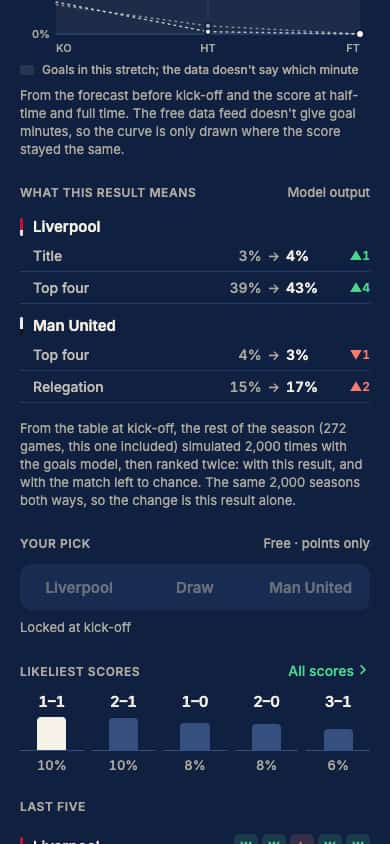 0%
KO HT FT
Goals in this stretch; the data doesn't say which minute
From the forecast before kick-off and the score at half-
time and full time. The free data feed doesn't give goal
minutes, so the curve is only drawn where the score
stayed the same.
WHAT THIS RESULT MEANS Model output
Liverpool
Title 3% → 4% ▲1
Top four 39% → 43% ▲4
Man United
Top four 4% → 3% ▼1
Relegation 15% → 17% ▲2
From the table at kick-off, the rest of the season (272
games, this one included) simulated 2,000 times with
the goals model, then ranked twice: with this result, and
with the match left to chance. The same 2,000 seasons
both ways, so the change is this result alone.
YOUR PICK Free · points only
Liverpool Draw Man United
Locked at kick-off
LIKELIEST SCORES All scores >
1–1 2–1 1–0 2–0 3–1
10% 10% 8% 8% 6%
LAST FIVE
Liverpool